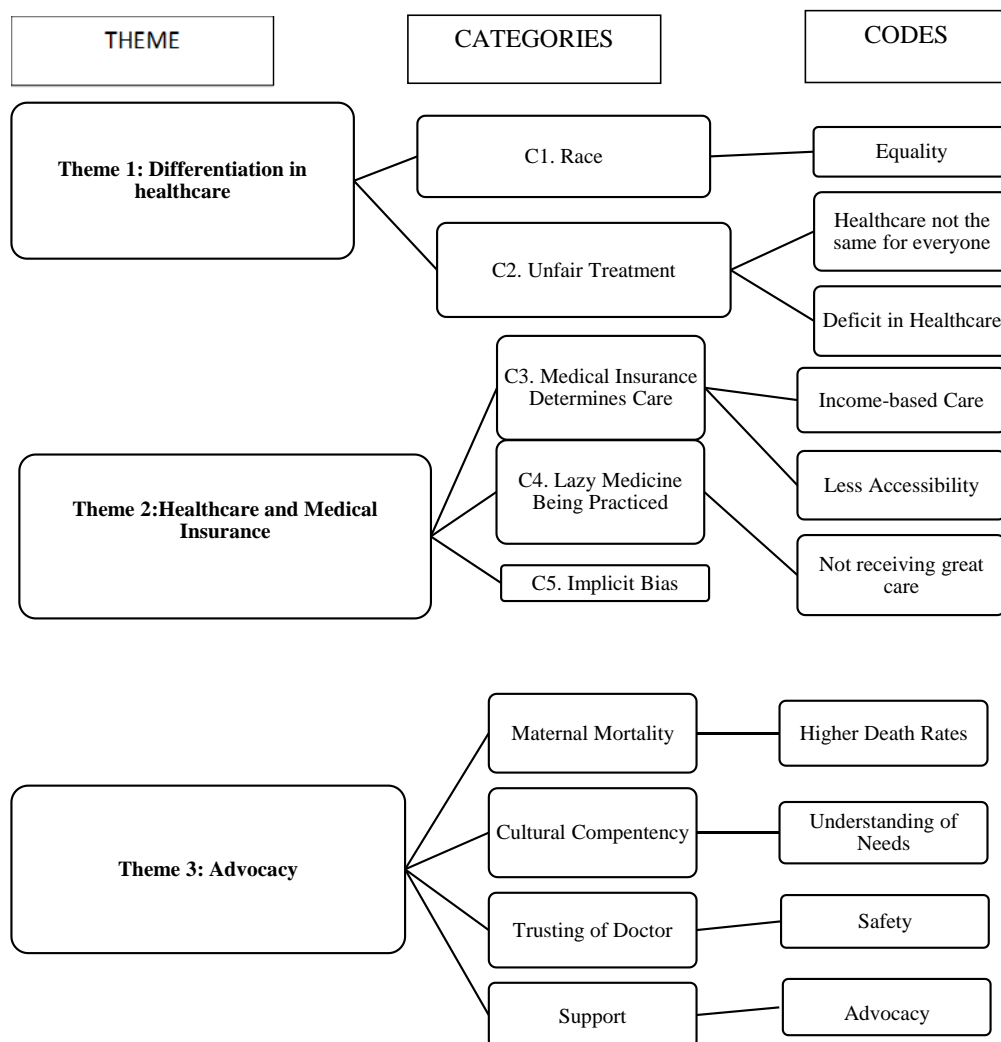 THEME
CATEGORIES
CODES
Theme 1: Differentiation in
healthcare
C1. Race
Equality
C2. Unfair Treatment
Healthcare not the
same for everyone
Deficit in Healthcare
Theme 2:Healthcare and Medical
Insurance
C3. Medical Insurance
Determines Care
Income-based Care
Less Accessibility
C4. Lazy Medicine
Being Practiced
Not receiving great
care
C5. Implicit Bias
Theme 3: Advocacy
Maternal Mortality
Higher Death Rates
Cultural Compentency
Understanding of
Needs
Trusting of Doctor
Safety
Support
Advocacy